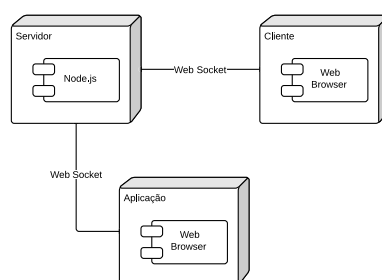 Servidor
Node.js
Web Socket
Cliente
Web
Browser
Web Socket
Aplicação
Web
Browser